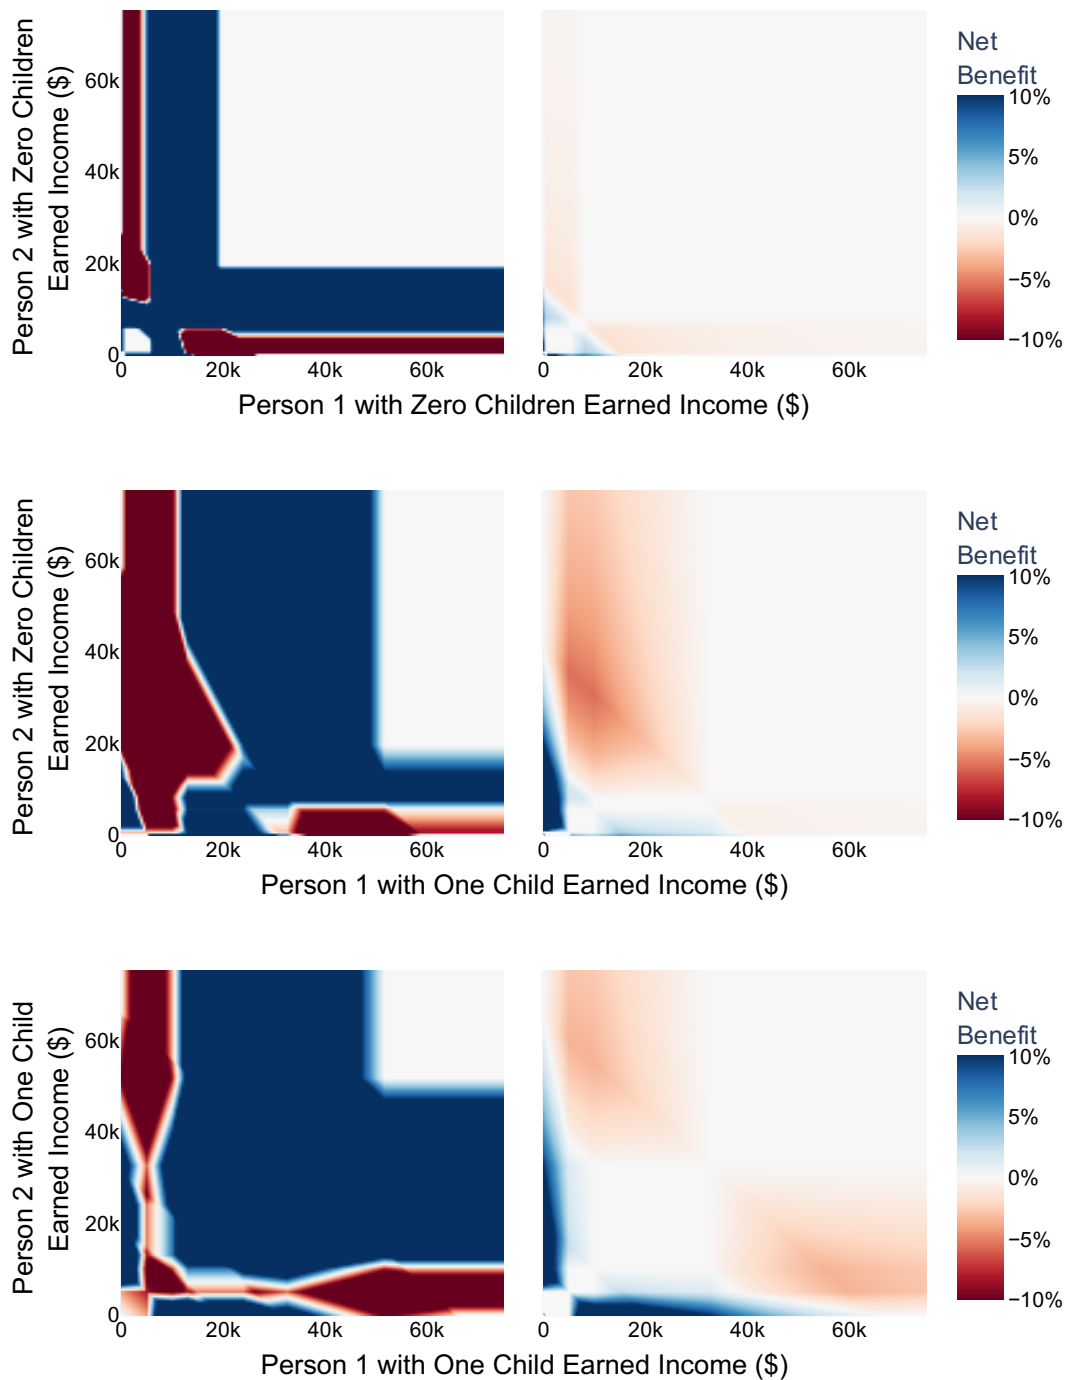 Person 2 with Zero Children
Earned Income ($)
60k
40k
20k
0
0 20k 40k 60k
0 20k 40k 60k
Person 1 with Zero Children Earned Income ($)
Net
Benefit
10%
5%
0%
−5%
−10%
Person 2 with Zero Children
Earned Income ($)
60k
40k
20k
0
0 20k 40k 60k
0 20k 40k 60k
Person 1 with One Child Earned Income ($)
Net
Benefit
10%
5%
0%
−5%
−10%
Person 2 with One Child
Earned Income ($)
60k
40k
20k
0
0 20k 40k 60k
0 20k 40k 60k
Person 1 with One Child Earned Income ($)
Net
Benefit
10%
5%
0%
−5%
−10%